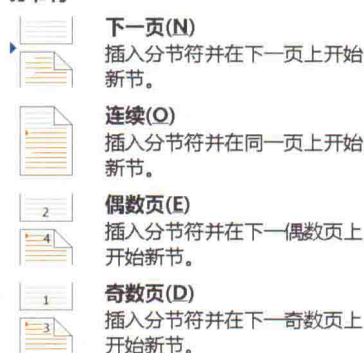 下一页(N)
插入分节符并在下一页上开始
新节。
连续(O)
插入分节符并在同一页上开始
新节。
偶数页(E)
插入分节符并在下一偶数页上
开始新节。
2
4
奇数页(D)
插入分节符并在下一奇数页上
开始新节。
1
3